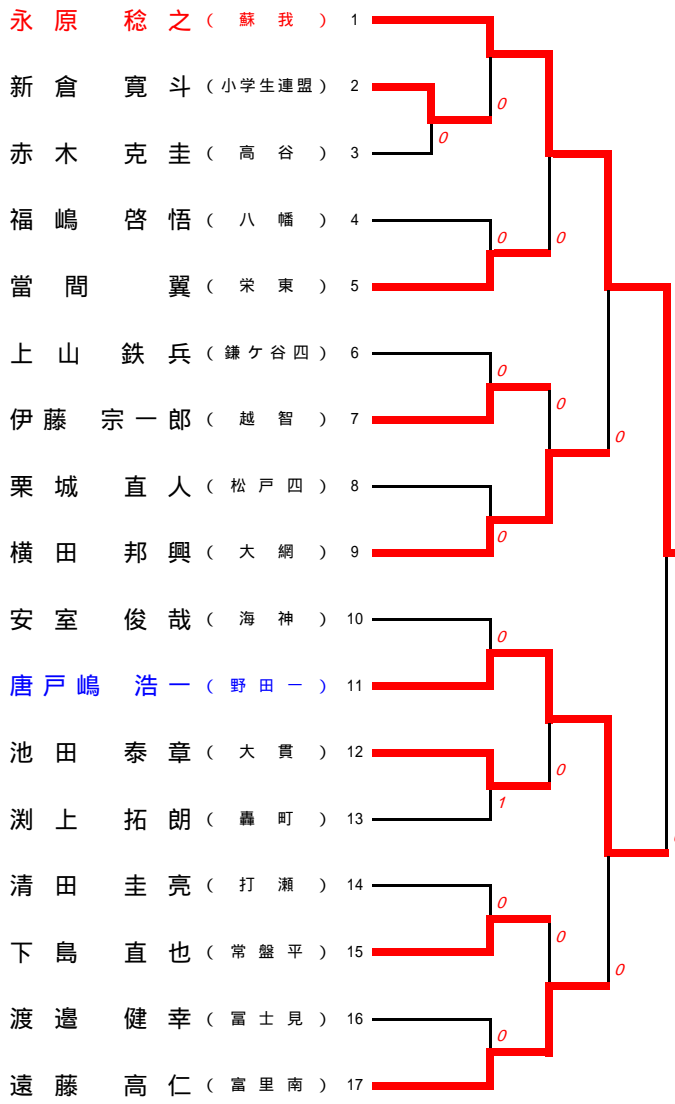 永原 稔之 （ 蘇我 ） 1
新倉 寛斗 （ 小学生連盟 ） 2
0
0
赤木 克圭 （ 高谷 ） 3
福嶋 啓悟 （ 八幡 ） 4
0 0
當間 翼 （ 栄東 ） 5
上山 鉄兵 （ 鎌ケ谷四 ） 6
0
0
伊藤 宗一郎 （ 越智 ） 7
0
栗城 直人 （ 松戸四 ） 8
0
横田 邦興 （ 大網 ） 9
安室 俊哉 （ 海神 ） 10
0
唐戸嶋 浩一 （ 野田一 ） 11
池田 泰章 （ 大貫 ） 12
0
1
渕上 拓朗 （ 轟町 ） 13
清田 圭亮 （ 打瀬 ） 14
0
0
下島 直也 （ 常盤平 ） 15
0
渡邉 健幸 （ 冨士見 ） 16
0
遠藤 高仁 （ 富里南 ） 17